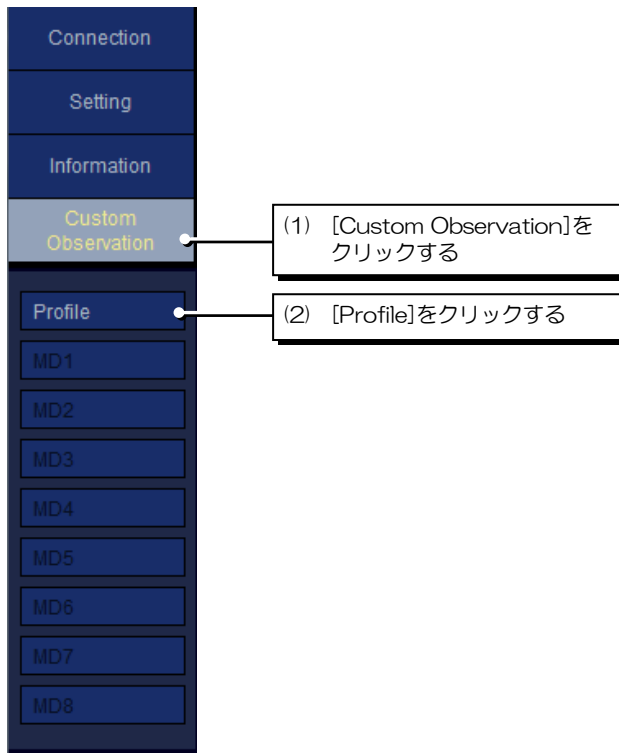 Connection
Setting
Information
Custom
Observation
(1) [Custom Observation]を
クリックする
Profile
(2) [Profile]をクリックする
MD1
MD2
MD3
MD4
MD5
MD6
MD7
MD8